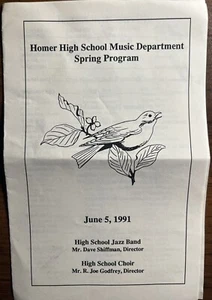 Homer High School Music Department
Spring Program
June 5, 1991
High School Jazz Band
Mr. Dave Shiffman, Director
High School Choir
Mr. R. Joe Godfrey, Director